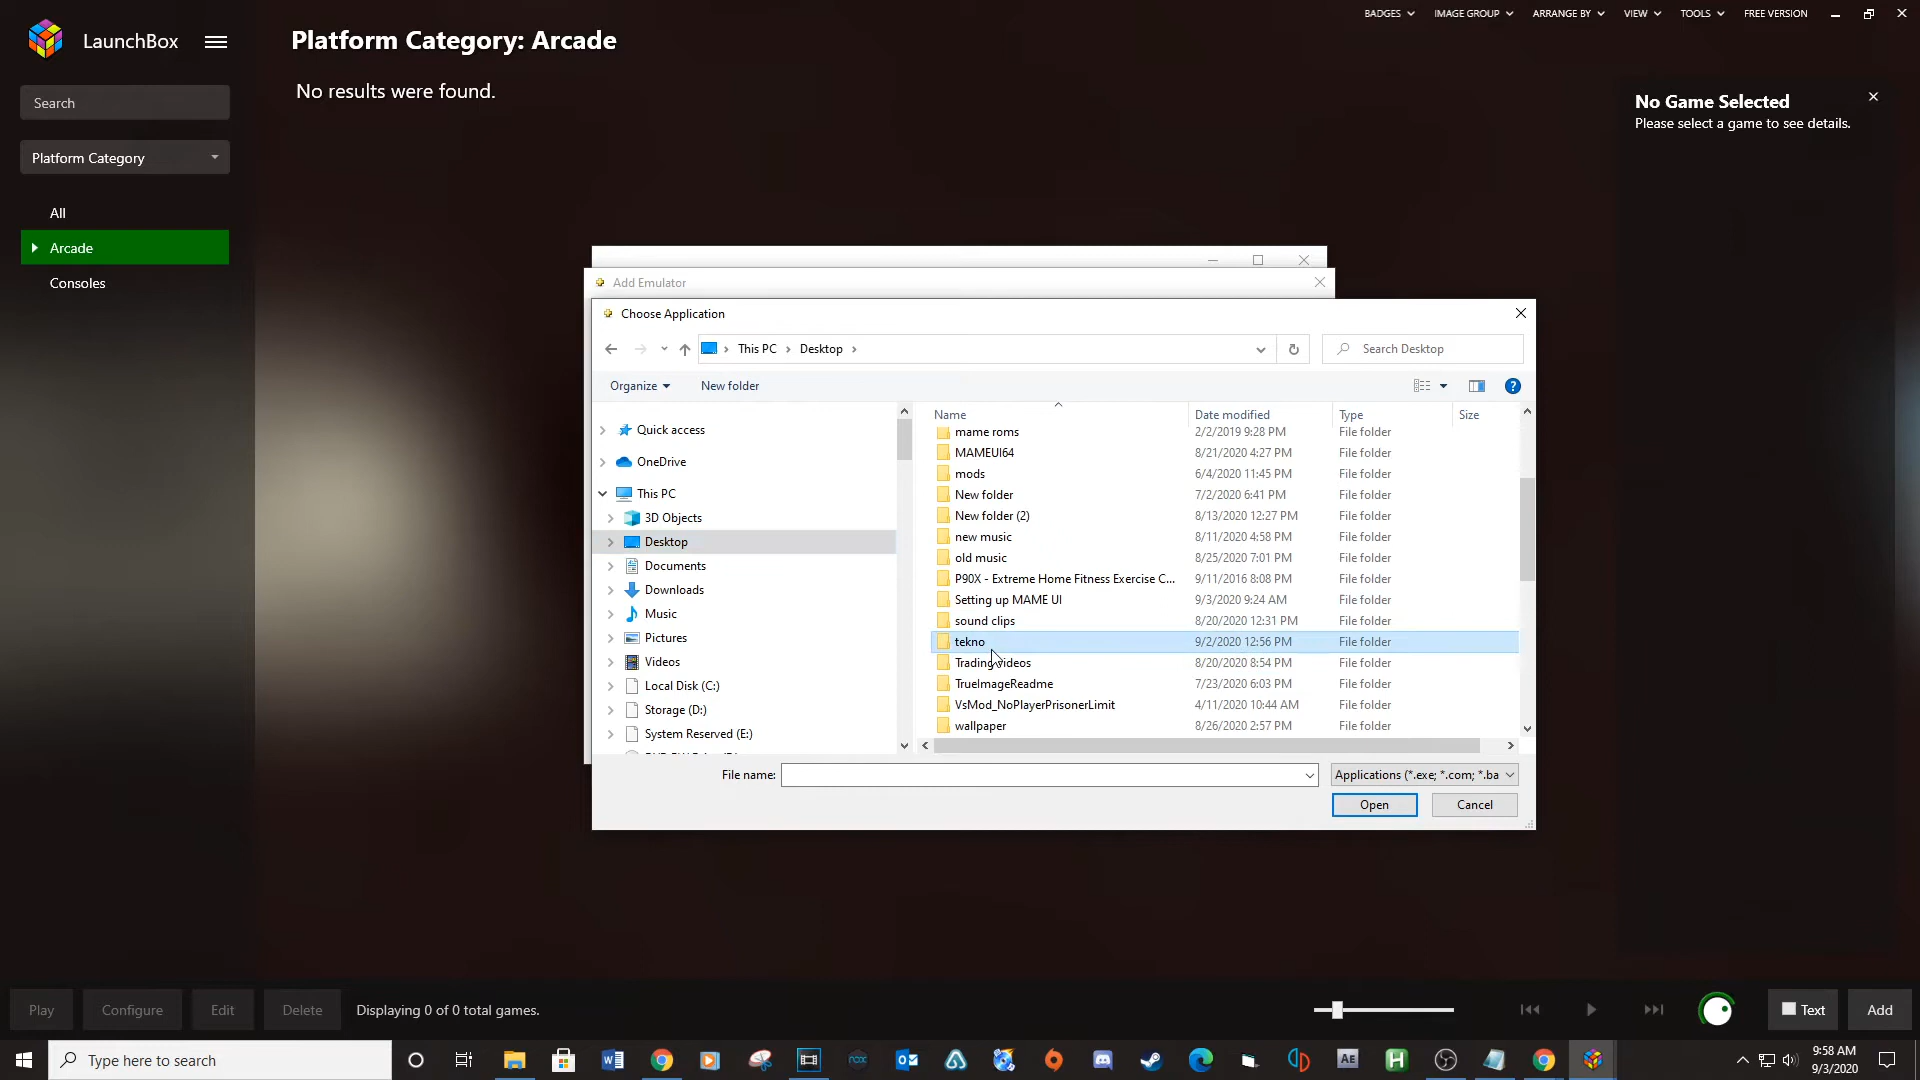 BADGES
IMAGE GROUP
ARRANGE BY
VIEW
TOOLS
FREE VERSION
LaunchBox
Platform Category: Arcade
No results were found.
Search
Platform Category
All
Arcade
Consoles
No Game Selected
Please select a game to see details.
Add Emulator
Choose Application
This PC
Desktop
Search Desktop
Organize
New folder
Quick access
OneDrive
This PC
3D Objects
Desktop
Documents
Downloads
Music
Pictures
Videos
Local Disk (C:)
Storage (D:)
System Reserved (E:)
Name Date modified Type Size
mame roms 2/2/2019 9:28 PM File folder
MAMEUI64 8/21/2020 4:27 PM File folder
mods 6/4/2020 11:45 PM File folder
New folder 7/2/2020 6:41 PM File folder
New folder (2) 8/13/2020 12:27 PM File folder
new music 8/11/2020 4:58 PM File folder
old music 8/25/2020 7:01 PM File folder
P90X - Extreme Home Fitness Exercise C... 9/11/2016 8:08 PM File folder
Setting up MAME UI 9/3/2020 9:24 AM File folder
sound clips 8/20/2020 12:31 PM File folder
tekno 9/2/2020 12:56 PM File folder
Trading videos 8/20/2020 8:54 PM File folder
TrueImageReadme 7/23/2020 6:03 PM File folder
VsMod_NoPlayerPrisonerLimit 4/11/2020 10:44 AM File folder
wallpaper 8/26/2020 2:57 PM File folder
File name:
Applications (*.exe; *.com; *.ba
Open
Cancel
Play
Configure
Edit
Delete
Displaying 0 of 0 total games.
Text
Add
Type here to search
AE
H
9:58 AM
9/3/2020